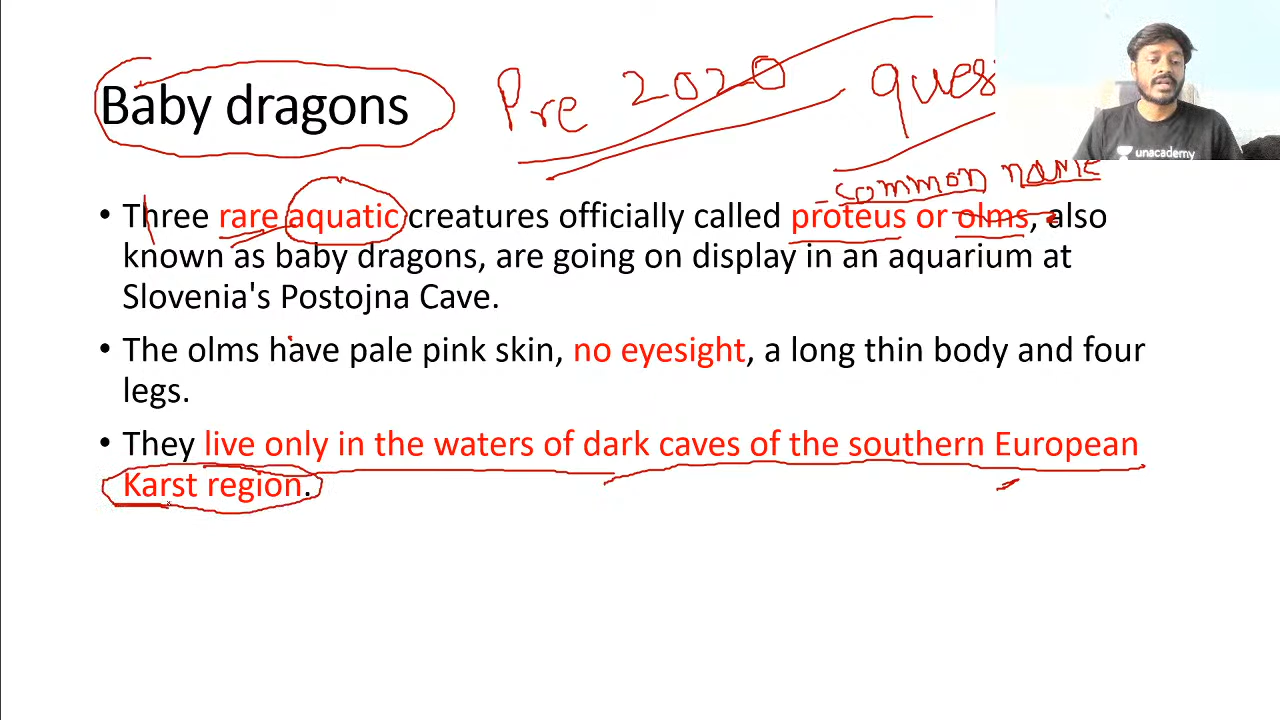 Baby dragons
Pre 2020 ques
unacademy
common name
• Three rare aquatic creatures officially called proteus or olms, also
known as baby dragons, are going on display in an aquarium at
Slovenia's Postojna Cave.
• The olms have pale pink skin, no eyesight, a long thin body and four
legs.
• They live only in the waters of dark caves of the southern European
Karst region.